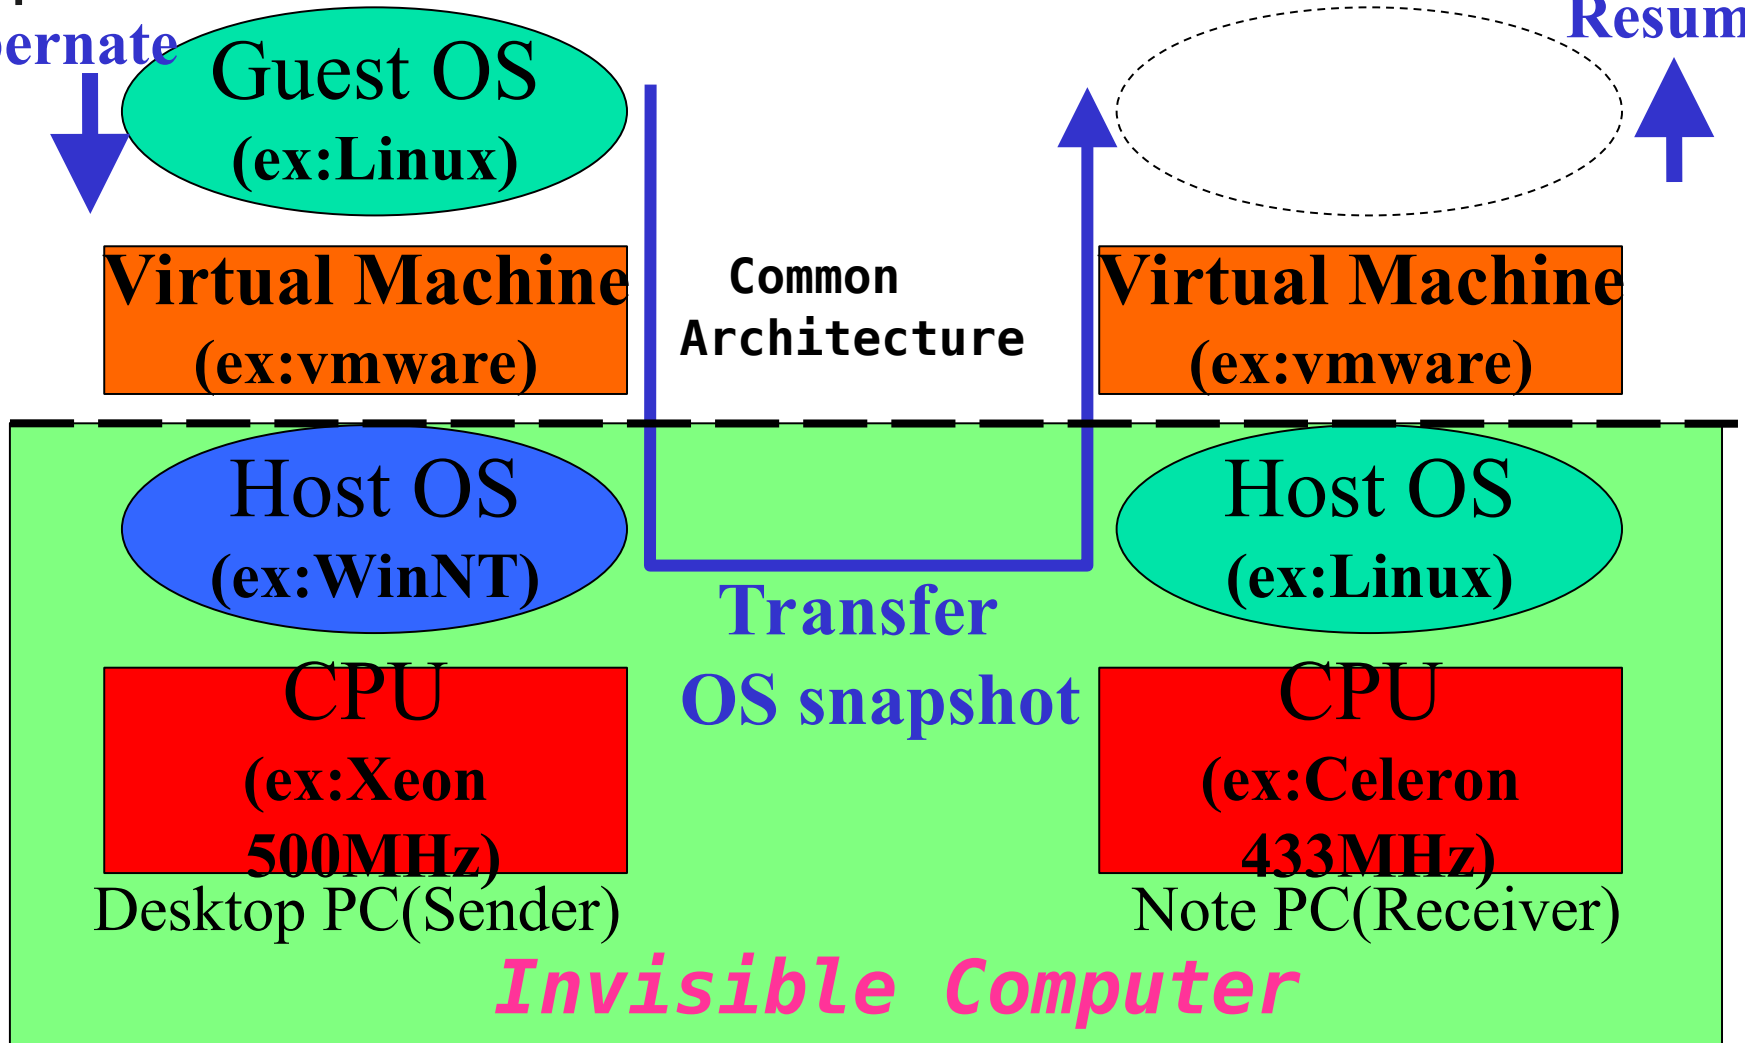 pernate
Resum
Guest OS
(ex:Linux)
Virtual Machine
(ex:vmware)
Common
Architecture
Virtual Machine
(ex:vmware)
Host OS
(ex:WinNT)
Host OS
(ex:Linux)
Transfer
OS snapshot
CPU
(ex:Xeon
500MHz)
CPU
(ex:Celeron
433MHz)
Desktop PC(Sender)
Note PC(Receiver)
Invisible Computer